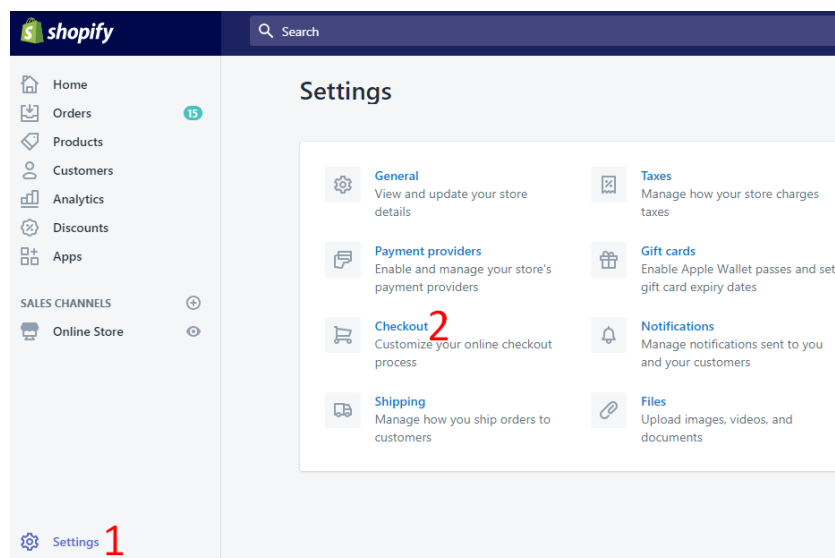 shopify
Search
Home
Orders 15
Products
Customers
Analytics
Discounts
Apps
SALES CHANNELS
Online Store
Settings 1
Settings
General
View and update your store
details
Payment providers
Enable and manage your store's
payment providers
Checkout 2
Customize your online checkout
process
Shipping
Manage how you ship orders to
customers
Taxes
Manage how your store charges
taxes
Gift cards
Enable Apple Wallet passes and set
gift card expiry dates
Notifications
Manage notifications sent to you
and your customers
Files
Upload images, videos, and
documents